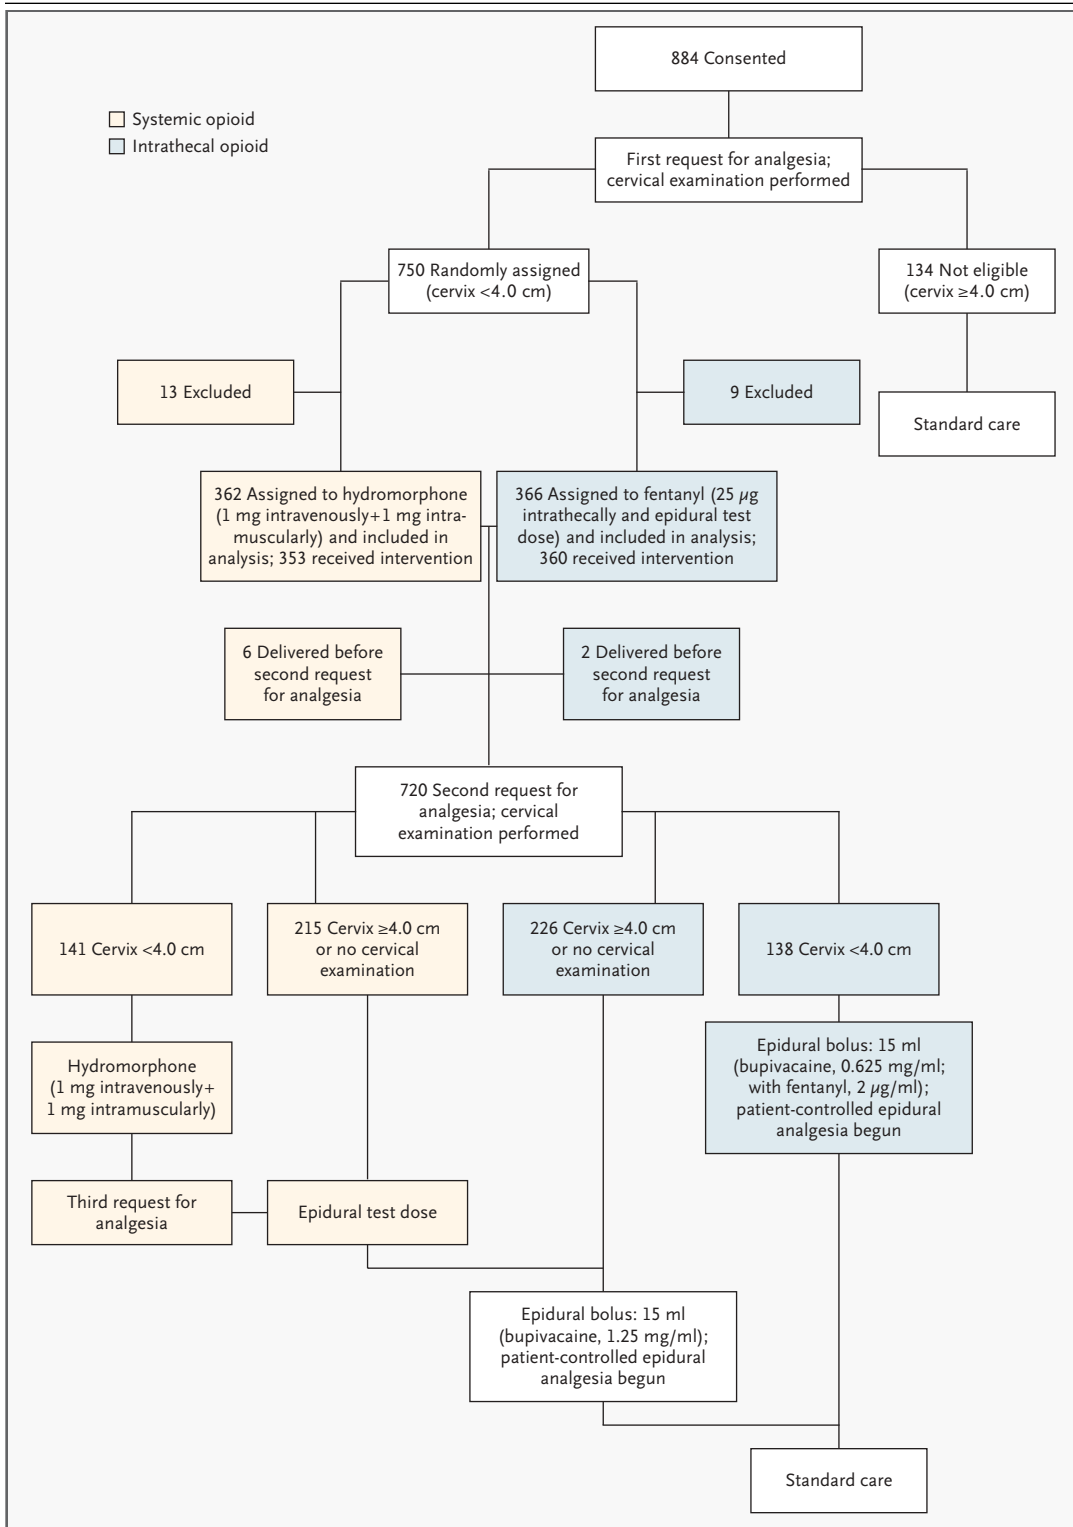 884 Consented
Systemic opioid
Intrathecal opioid
First request for analgesia;
cervical examination performed
750 Randomly assigned
(cervix <4.0 cm)
134 Not eligible
(cervix ≥4.0 cm)
13 Excluded
9 Excluded
Standard care
362 Assigned to hydromorphone
(1 mg intravenously+1 mg intra-
muscularly) and included in
analysis; 353 received intervention
366 Assigned to fentanyl (25 µg
intrathecally and epidural test
dose) and included in analysis;
360 received intervention
6 Delivered before
second request
for analgesia
2 Delivered before
second request
for analgesia
720 Second request for
analgesia; cervical
examination performed
141 Cervix <4.0 cm
215 Cervix ≥4.0 cm
or no cervical
examination
226 Cervix ≥4.0 cm
or no cervical
examination
138 Cervix <4.0 cm
Hydromorphone
(1 mg intravenously+
1 mg intramuscularly)
Epidural bolus: 15 ml
(bupivacaine, 0.625 mg/ml;
with fentanyl, 2 µg/ml);
patient-controlled epidural
analgesia begun
Third request for
analgesia
Epidural test dose
Epidural bolus: 15 ml
(bupivacaine, 1.25 mg/ml);
patient-controlled epidural
analgesia begun
Standard care